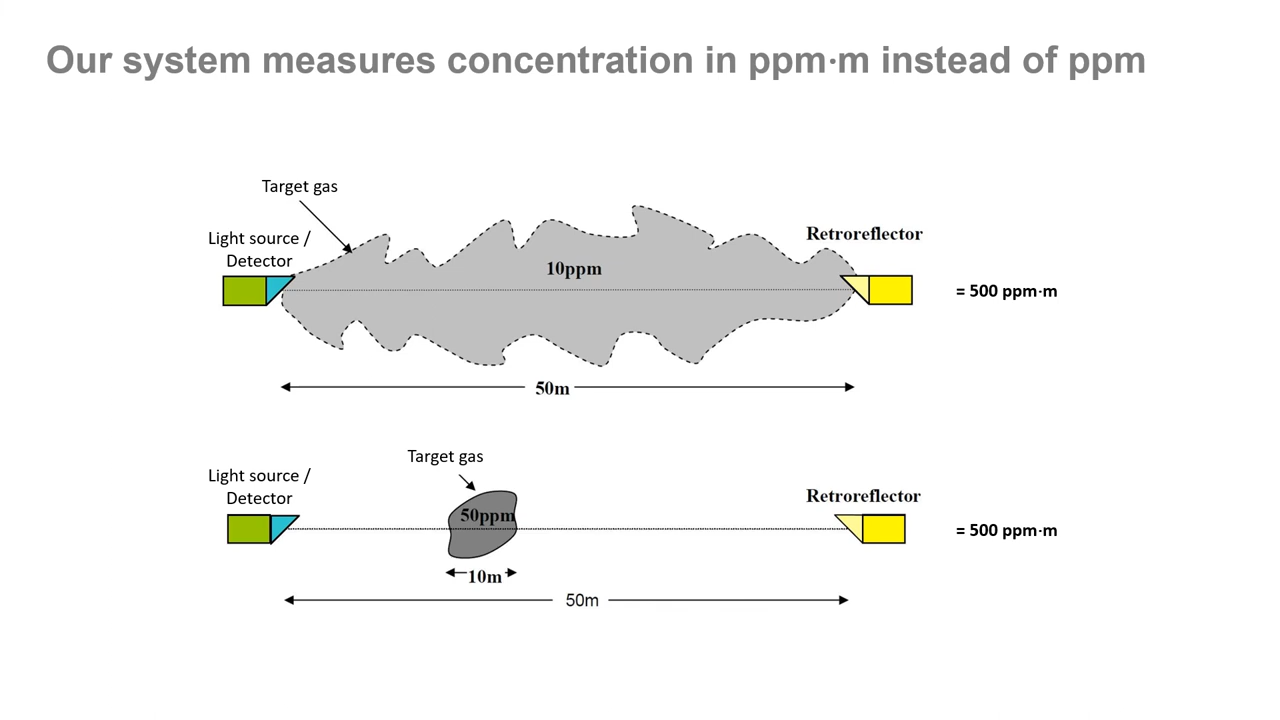 Our system measures concentration in ppm·m instead of ppm
Target gas
Light source /
Detector
Retroreflector
10ppm
= 500 ppm·m
50m
Target gas
Light source /
Detector
Retroreflector
50ppm
= 500 ppm·m
10m
50m